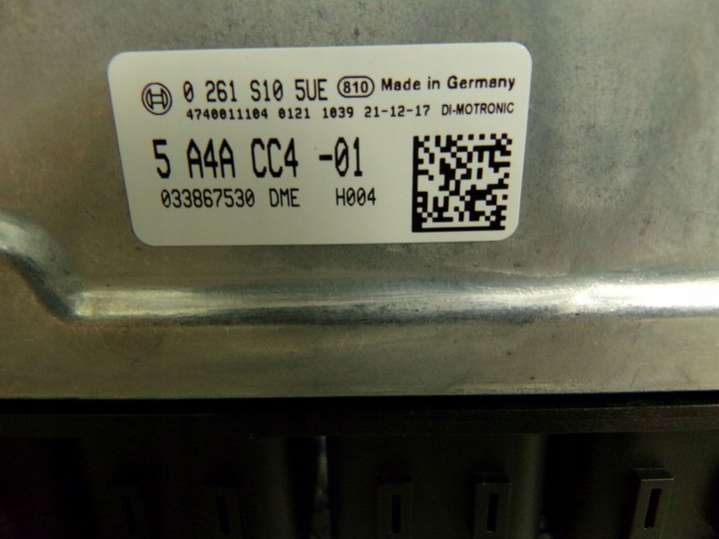 0 261 S10 5UE 810 Made in Germany
4740011104 0121 1039 21-12-17 DI-MOTRONIC
5 A4A CC4 -01
033867530 DME H004